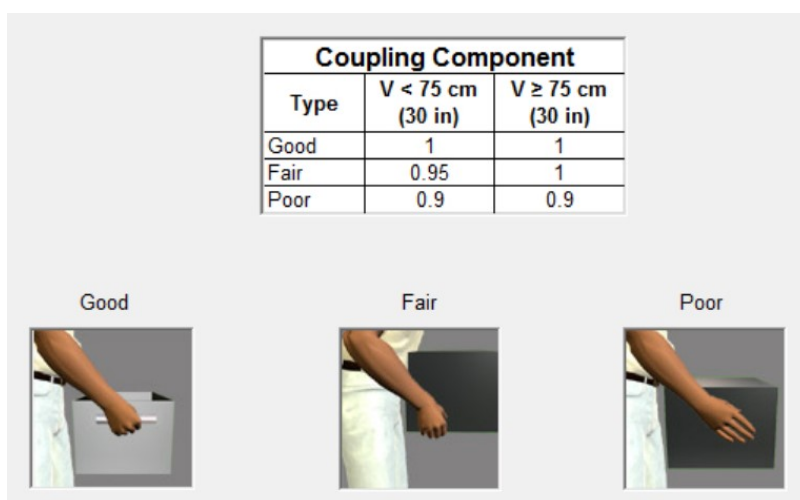 Coupling Component
Type V < 75 cm (30 in) V ≥ 75 cm (30 in)
Good 1 1
Fair 0.95 1
Poor 0.9 0.9
Good Fair Poor